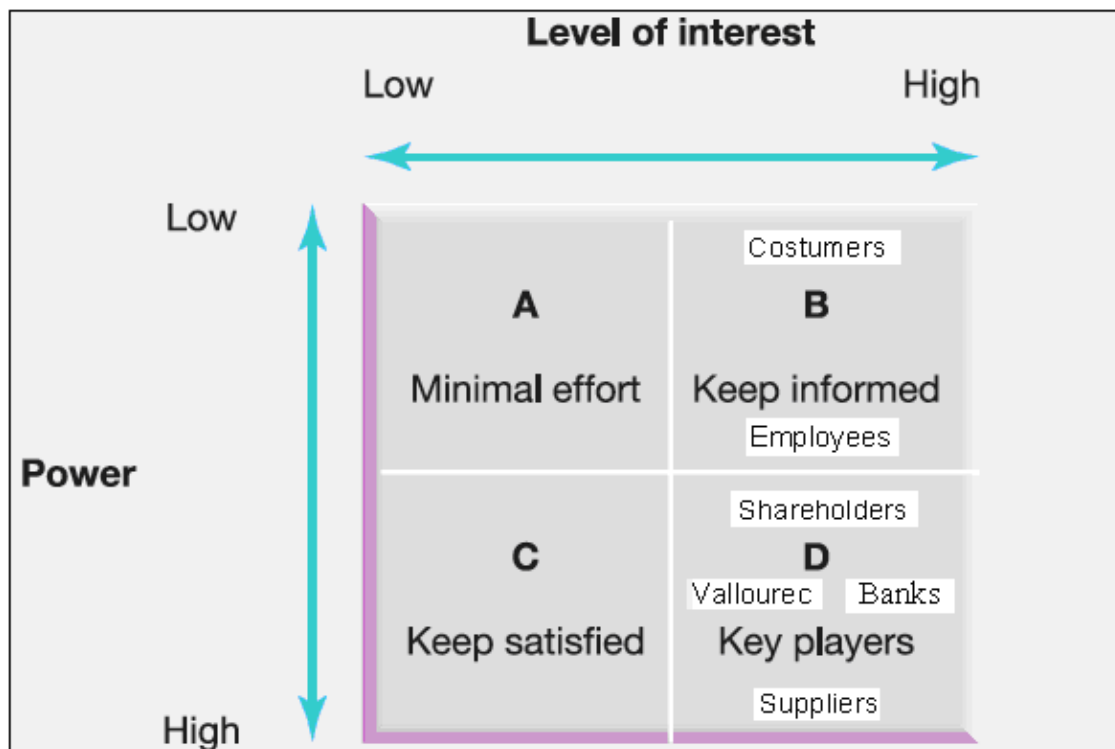 Level of interest
Low High
Low
Costumers
A B
Minimal effort Keep informed
Employees
Power
Shareholders
C D
Vallourec Banks
Keep satisfied Key players
Suppliers
High